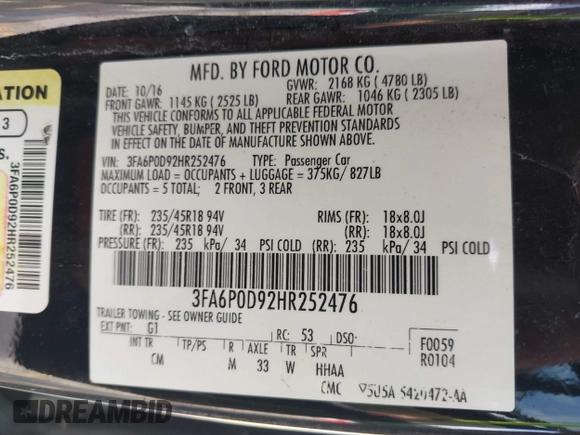 MFD. BY FORD MOTOR CO.
DATE: 10/16 GVWR: 2168 KG ( 4780 LB)
FRONT GAWR: 1145 KG ( 2525 LB) REAR GAWR: 1046 KG ( 2305 LB)
THIS VEHICLE CONFORMS TO ALL APPLICABLE FEDERAL MOTOR
VEHICLE SAFETY, BUMPER, AND THEFT PREVENTION STANDARDS
IN EFFECT ON THE DATE OF MANUFACTURE SHOWN ABOVE.
VIN: 3FA6P0D92HR252476 TYPE: Passenger Car
MAXIMUM LOAD = OCCUPANTS + LUGGAGE = 375KG/ 827LB
OCCUPANTS = 5 TOTAL; 2 FRONT, 3 REAR
TIRE (FR): 235/45R18 94V RIMS (FR): 18x8.0J
(RR): 235/45R18 94V (RR): 18x8.0J
PRESSURE (FR): 235 kPa/ 34 PSI COLD (RR): 235 kPa/ 34 PSI COLD
3FA6P0D92HR252476
TRAILER TOWING - SEE OWNER GUIDE
EXT PNT: G1 RC: 53 DSO: F0059
R0104
INT TR TP/PS R AXLE TR SPR
CM M 33 W HHAA
CMC
ATION
3
S.
3FA6P0D92HR252476
DREAMBID